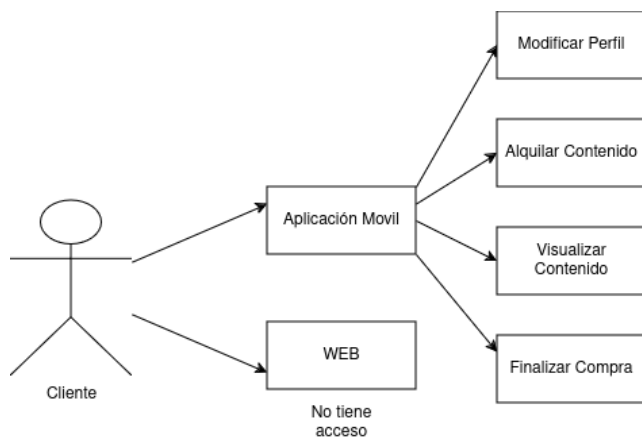 Modificar Perfil
Alquilar Contenido
Aplicación Movil
Visualizar
Contenido
WEB
Finalizar Compra
Cliente
No tiene
acceso